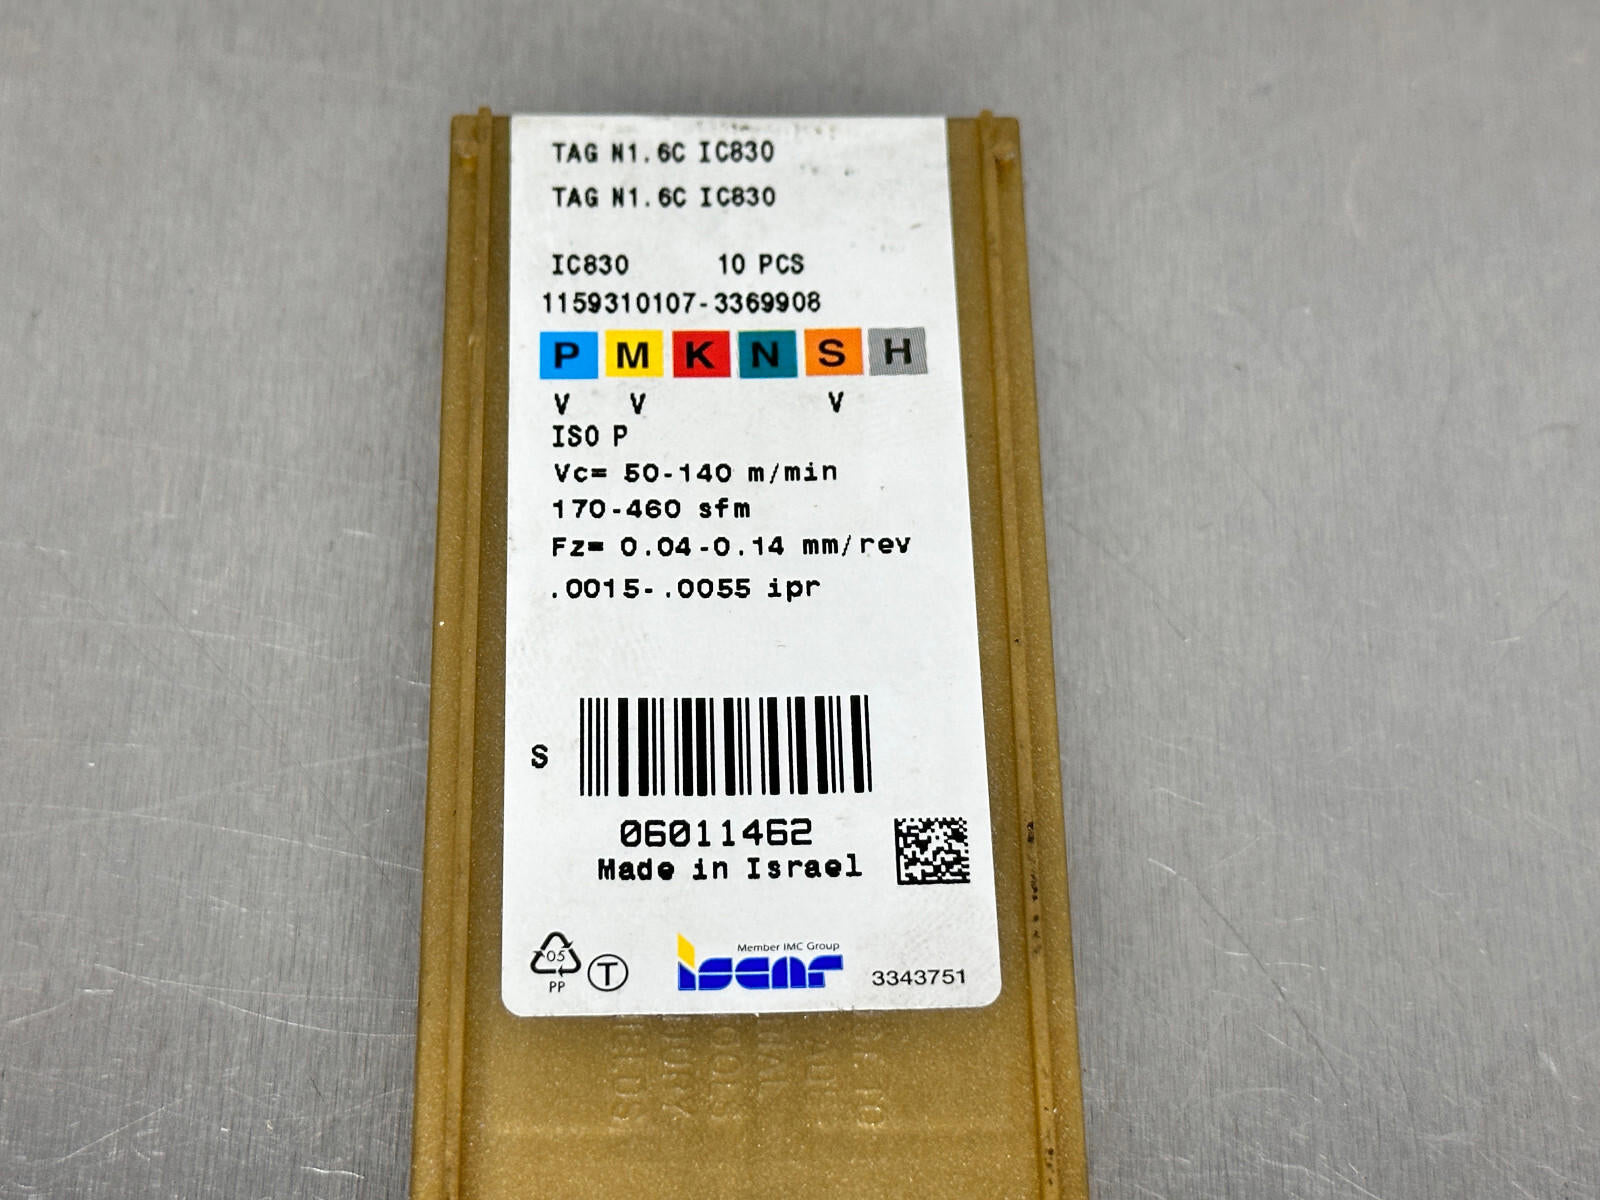 TAG N1.6C IC830
TAG N1.6C IC830
IC830 10 PCS
1159310107-3369908
P M K N S H
V V V
ISO P
Vc= 50-140 m/min
170-460 sfm
Fz= 0.04-0.14 mm/rev
.0015-.0055 ipr
S
06011462
Made in Israel
05
PP
T
Member IMC Group
iscar
3343751